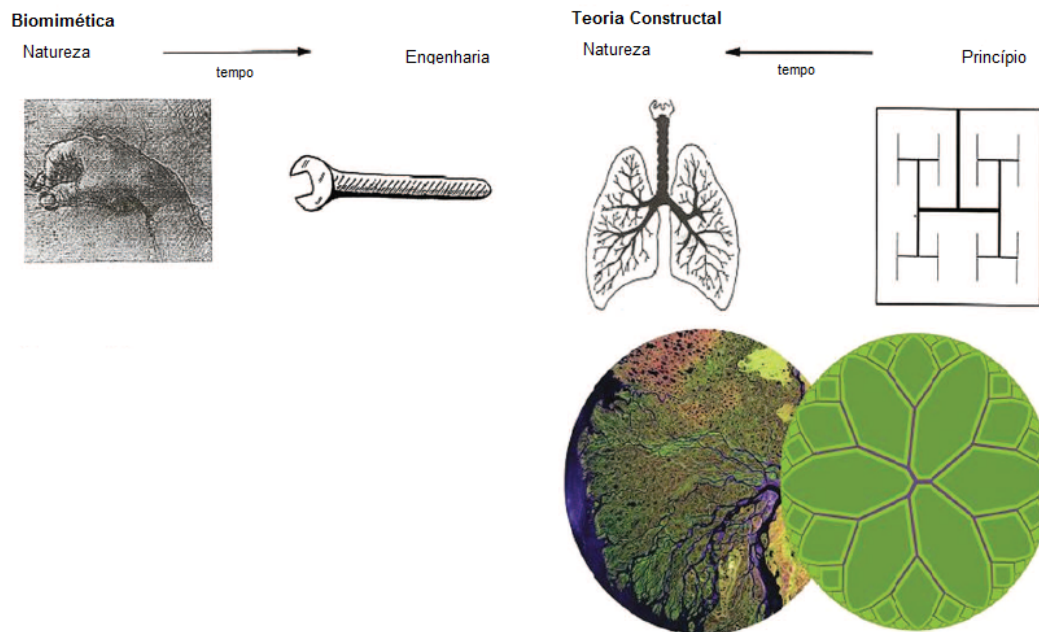 Biomimética
Natureza
tempo
Engenharia
Teoria Constructal
Natureza
tempo
Princípio